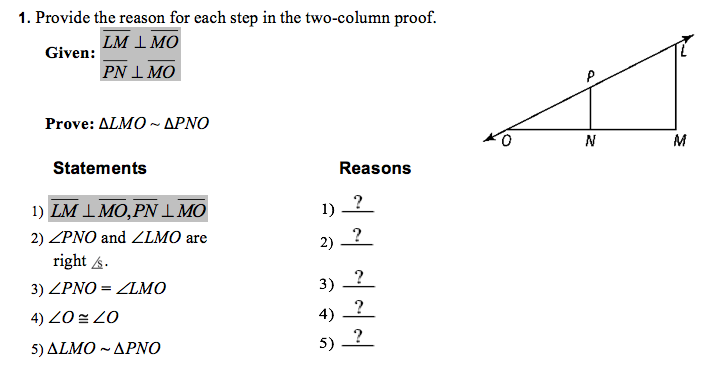 1. Provide the reason for each step in the two-column proof.
Given: LM ⊥ MO
PN ⊥ MO
Prove: ΔLMO ~ ΔPNO
Statements Reasons
1) LM ⊥ MO, PN ⊥ MO 1) ?
2) ∠PNO and ∠LMO are 2) ?
right ∠s.
3) ∠PNO = ∠LMO 3) ?
4) ∠O ≅ ∠O 4) ?
5) ΔLMO ~ ΔPNO 5) ?
P
L
O
N
M